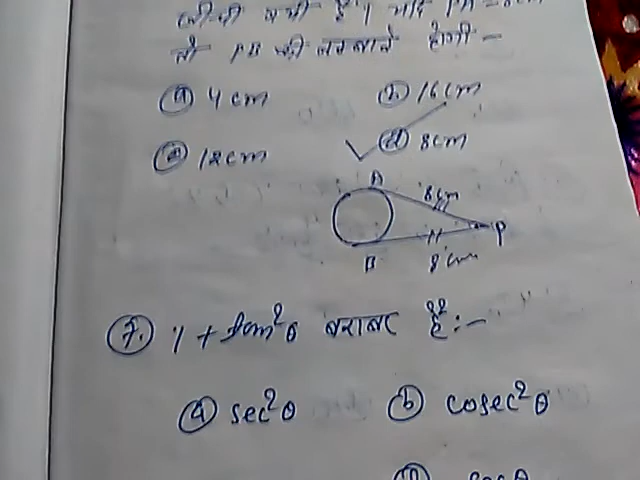 तो PB की लम्बाई होगी -
(a) 4 cm (b) 16 cm
(c) 12 cm (d) 8 cm
A
8 cm
P
B
8 cm
7. 1 + tan²θ बराबर है :-
(a) sec²θ (b) cosec²θ